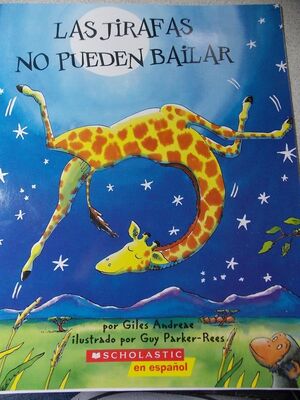 LAS JIRAFAS
NO PUEDEN BAILAR
por Giles Andreae
ilustrado por Guy Parker-Rees
SCHOLASTIC
en español